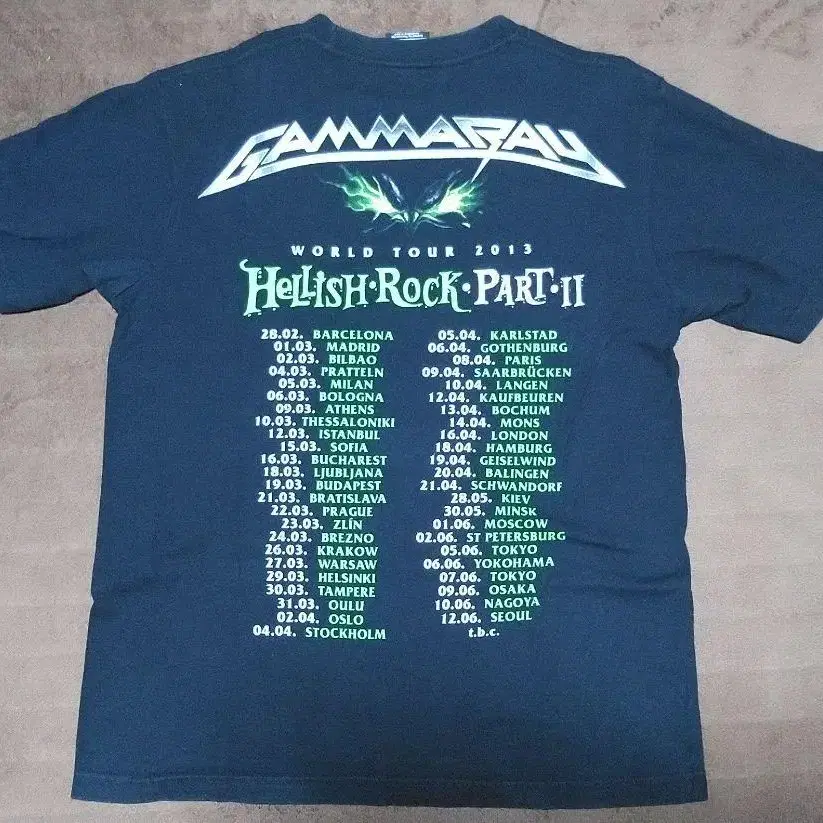 GAMMARAY
WORLD TOUR 2013
HELLISH·ROCK·PART·II
28.02. BARCELONA
01.03. MADRID
02.03. BILBAO
04.03. PRATTELN
05.03. MILAN
06.03. BOLOGNA
09.03. ATHENS
10.03. THESSALONIKI
12.03. ISTANBUL
15.03. SOFIA
16.03. BUCHAREST
18.03. LJUBLJANA
19.03. BUDAPEST
21.03. BRATISLAVA
22.03. PRAGUE
23.03. ZLÍN
24.03. BREZNO
26.03. KRAKOW
27.03. WARSAW
29.03. HELSINKI
30.03. TAMPERE
31.03. OULU
02.04. OSLO
04.04. STOCKHOLM
05.04. KARLSTAD
06.04. GOTHENBURG
08.04. PARIS
09.04. SAARBRÜCKEN
10.04. LANGEN
12.04. KAUFBEUREN
13.04. BOCHUM
14.04. MONS
16.04. LONDON
18.04. HAMBURG
19.04. GEISELWIND
20.04. BALINGEN
21.04. SCHWANDORF
28.05. KIEV
30.05. MINSK
01.06. MOSCOW
02.06. ST PETERSBURG
05.06. TOKYO
06.06. YOKOHAMA
07.06. TOKYO
09.06. OSAKA
10.06. NAGOYA
12.06. SEOUL
t.b.c.